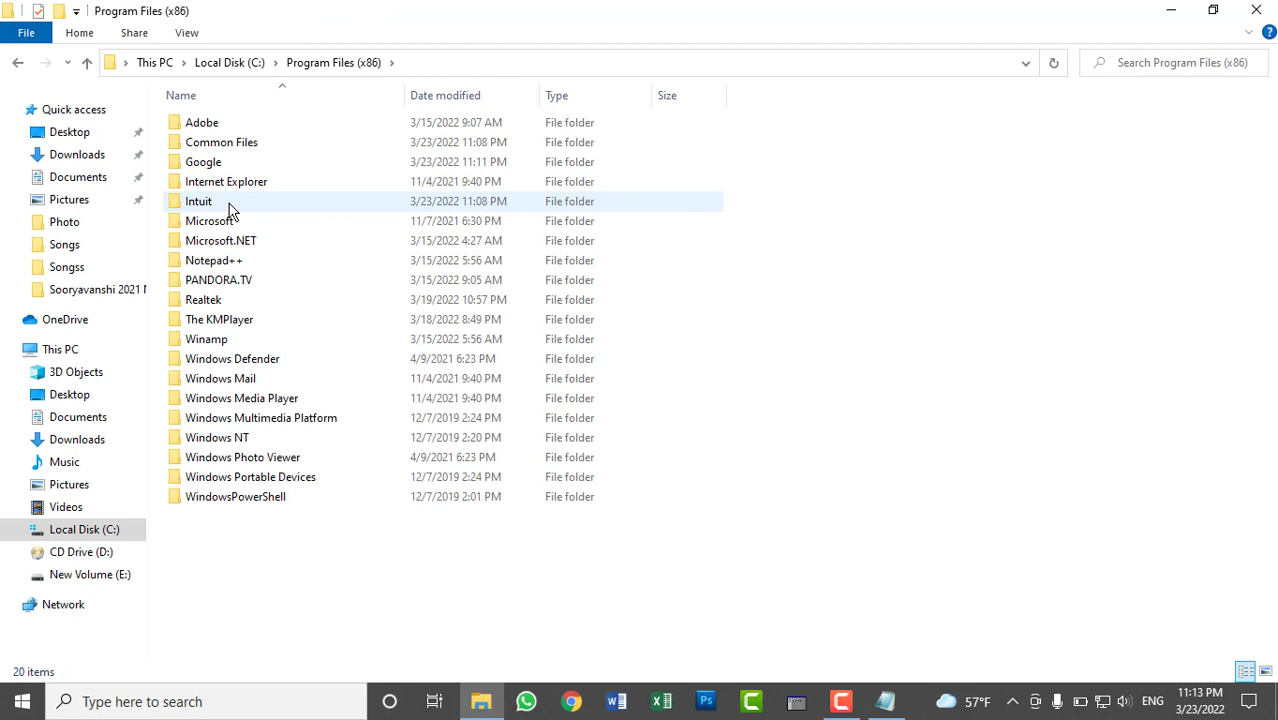 Program Files (x86)
File Home Share View
This PC Local Disk (C:) Program Files (x86) Search Program Files (x86)
Name Date modified Type Size
Quick access
Desktop
Downloads
Documents
Pictures
Photo
Songs
Songss
Sooryavanshi 2021
OneDrive
This PC
3D Objects
Desktop
Documents
Downloads
Music
Pictures
Videos
Local Disk (C:)
CD Drive (D:)
New Volume (E:)
Network
Adobe 3/15/2022 9:07 AM File folder
Common Files 3/23/2022 11:08 PM File folder
Google 3/23/2022 11:11 PM File folder
Internet Explorer 11/4/2021 9:40 PM File folder
Intuit 3/23/2022 11:08 PM File folder
Microsoft 11/7/2021 6:30 PM File folder
Microsoft.NET 3/15/2022 4:27 AM File folder
Notepad++ 3/15/2022 5:56 AM File folder
PANDORA.TV 3/15/2022 9:05 AM File folder
Realtek 3/19/2022 10:57 PM File folder
The KMPlayer 3/18/2022 8:49 PM File folder
Winamp 3/15/2022 5:56 AM File folder
Windows Defender 4/9/2021 6:23 PM File folder
Windows Mail 11/4/2021 9:40 PM File folder
Windows Media Player 11/4/2021 9:40 PM File folder
Windows Multimedia Platform 12/7/2019 2:24 PM File folder
Windows NT 12/7/2019 2:20 PM File folder
Windows Photo Viewer 4/9/2021 6:23 PM File folder
Windows Portable Devices 12/7/2019 2:24 PM File folder
WindowsPowerShell 12/7/2019 2:01 PM File folder
20 items
Type here to search
57°F ENG 11:13 PM
3/23/2022